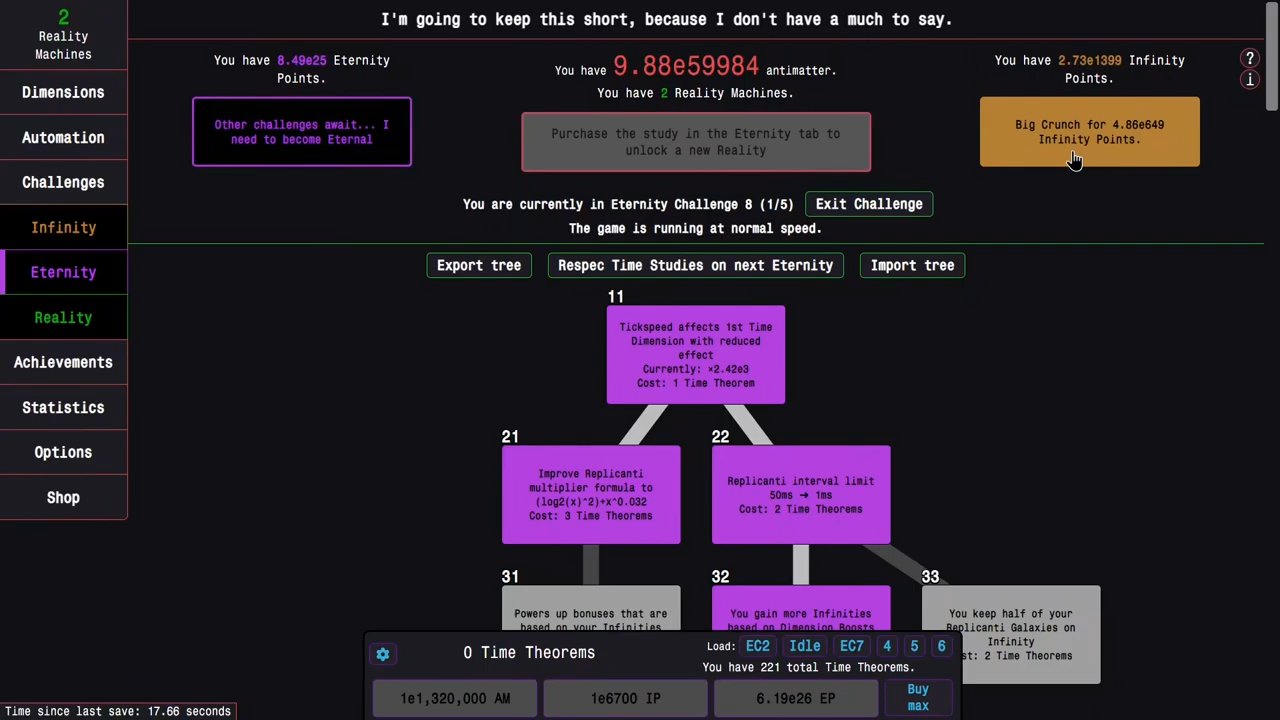 2
Reality
Machines
Dimensions
Automation
Challenges
Infinity
Eternity
Reality
Achievements
Statistics
Options
Shop
I'm going to keep this short, because I don't have a much to say.
You have 8.49e25 Eternity
Points.
Other challenges await... I
need to become Eternal
You have 9.88e59984 antimatter.
You have 2 Reality Machines.
Purchase the study in the Eternity tab to
unlock a new Reality
You have 2.73e1399 Infinity
Points.
Big Crunch for 4.86e649
Infinity Points.
?
i
You are currently in Eternity Challenge 8 (1/5)
Exit Challenge
The game is running at normal speed.
Export tree
Respec Time Studies on next Eternity
Import tree
11
Tickspeed affects 1st Time
Dimension with reduced
effect
Currently: ×2.42e3
Cost: 1 Time Theorem
21
Improve Replicanti
multiplier formula to
(log2(x)^2)+x^0.032
Cost: 3 Time Theorems
22
Replicanti interval limit
50ms ➜ 1ms
Cost: 2 Time Theorems
31
Powers up bonuses that are
based on your Infinities
32
You gain more Infinities
based on Dimension Boosts
33
You keep half of your
Replicanti Galaxies on
Infinity
st: 2 Time Theorems
0 Time Theorems
Load: EC2 Idle EC7 4 5 6
You have 221 total Time Theorems.
1e1,320,000 AM
1e6700 IP
6.19e26 EP
Buy
max
Time since last save: 17.66 seconds